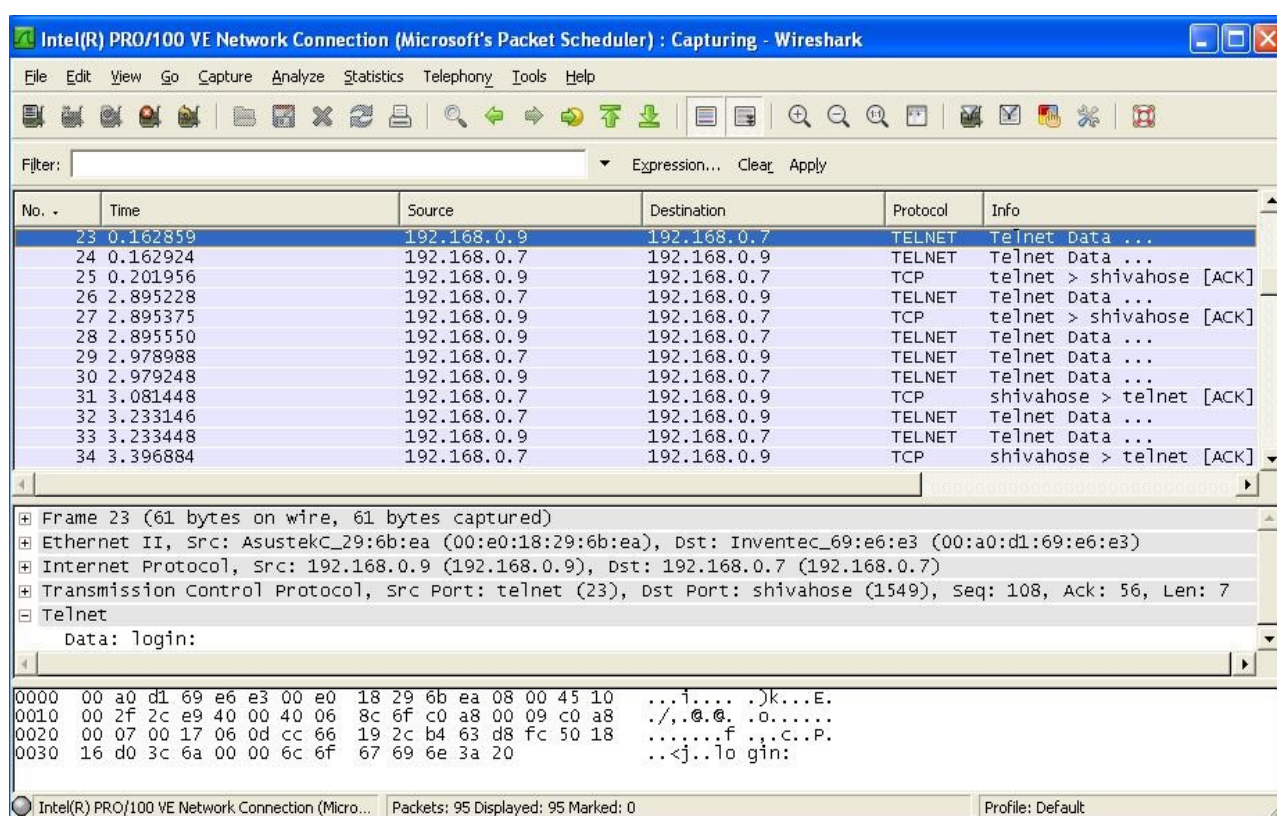 Intel(R) PRO/100 VE Network Connection (Microsoft's Packet Scheduler) : Capturing - Wireshark
File Edit View Go Capture Analyze Statistics Telephony Tools Help
Filter: Expression... Clear Apply
No. Time Source Destination Protocol Info
23 0.162859 192.168.0.9 192.168.0.7 TELNET Telnet Data ...
24 0.162924 192.168.0.7 192.168.0.9 TELNET Telnet Data ...
25 0.201956 192.168.0.9 192.168.0.7 TCP telnet > shivahose [ACK]
26 2.895228 192.168.0.7 192.168.0.9 TELNET Telnet Data ...
27 2.895375 192.168.0.9 192.168.0.7 TCP telnet > shivahose [ACK]
28 2.895550 192.168.0.9 192.168.0.7 TELNET Telnet Data ...
29 2.978988 192.168.0.7 192.168.0.9 TELNET Telnet Data ...
30 2.979248 192.168.0.9 192.168.0.7 TELNET Telnet Data ...
31 3.081448 192.168.0.7 192.168.0.9 TCP shivahose > telnet [ACK]
32 3.233146 192.168.0.7 192.168.0.9 TELNET Telnet Data ...
33 3.233448 192.168.0.9 192.168.0.7 TELNET Telnet Data ...
34 3.396884 192.168.0.7 192.168.0.9 TCP shivahose > telnet [ACK]
Frame 23 (61 bytes on wire, 61 bytes captured)
Ethernet II, Src: AsustekC_29:6b:ea (00:e0:18:29:6b:ea), Dst: Inventec_69:e6:e3 (00:a0:d1:69:e6:e3)
Internet Protocol, Src: 192.168.0.9 (192.168.0.9), Dst: 192.168.0.7 (192.168.0.7)
Transmission Control Protocol, Src Port: telnet (23), Dst Port: shivahose (1549), Seq: 108, Ack: 56, Len: 7
Telnet
Data: login:
0000 00 a0 d1 69 e6 e3 00 e0 18 29 6b ea 08 00 45 10 ...i.... .)k...E.
0010 00 2f 2c e9 40 00 40 06 8c 6f c0 a8 00 09 c0 a8 ./,.@.@. .o......
0020 00 07 00 17 06 0d cc 66 19 2c b4 63 d8 fc 50 18 .......f .,.c..P.
0030 16 d0 3c 6a 00 00 6c 6f 67 69 6e 3a 20 ..<j..lo gin:
Intel(R) PRO/100 VE Network Connection (Micro... Packets: 95 Displayed: 95 Marked: 0 Profile: Default